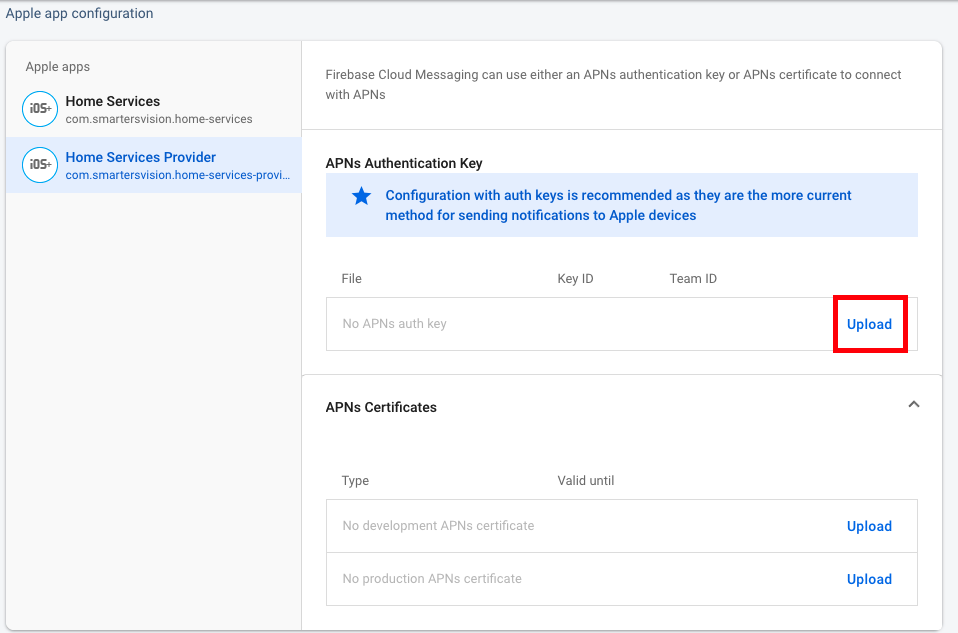 Apple app configuration
Apple apps
iOS+
Home Services
com.smartersvision.home-services
iOS+
Home Services Provider
com.smartersvision.home-services-provi...
Firebase Cloud Messaging can use either an APNs authentication key or APNs certificate to connect
with APNs
APNs Authentication Key
Configuration with auth keys is recommended as they are the more current
method for sending notifications to Apple devices
File Key ID Team ID
No APNs auth key Upload
APNs Certificates
Type Valid until
No development APNs certificate Upload
No production APNs certificate Upload